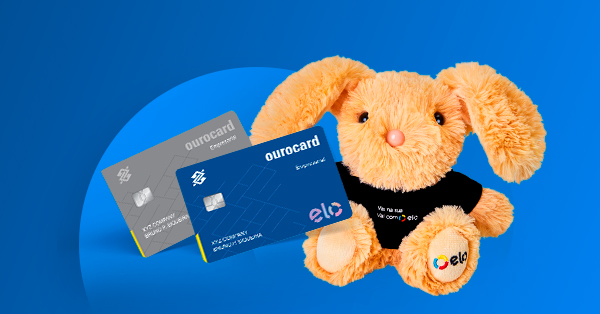 ourocard
Empresarial
XYZ COMPANY
ourocard
Empresarial
elo
XYZ COMPANY
Vai na sua
Vai com elo
elo